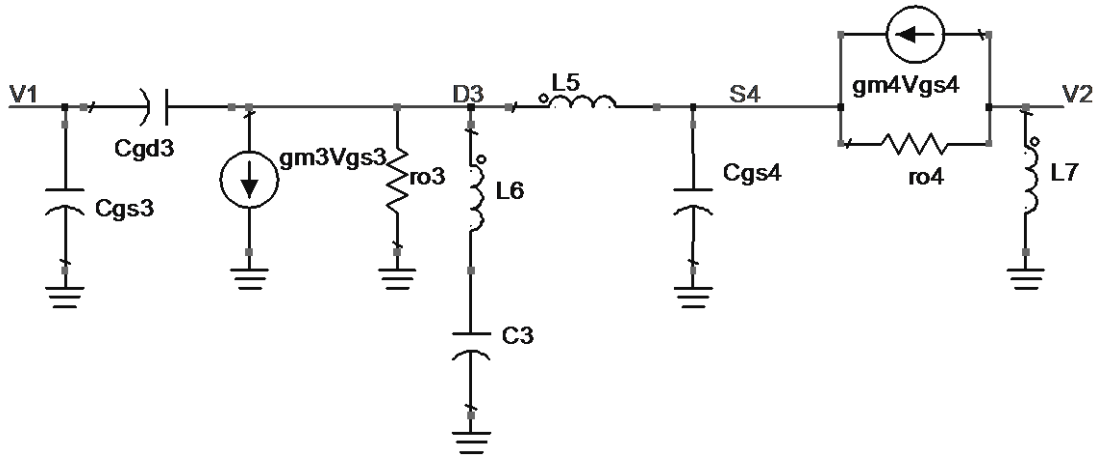 V1
Cgd3
Cgs3
gm3Vgs3
ro3
D3
L6
C3
L5
S4
Cgs4
gm4Vgs4
ro4
V2
L7